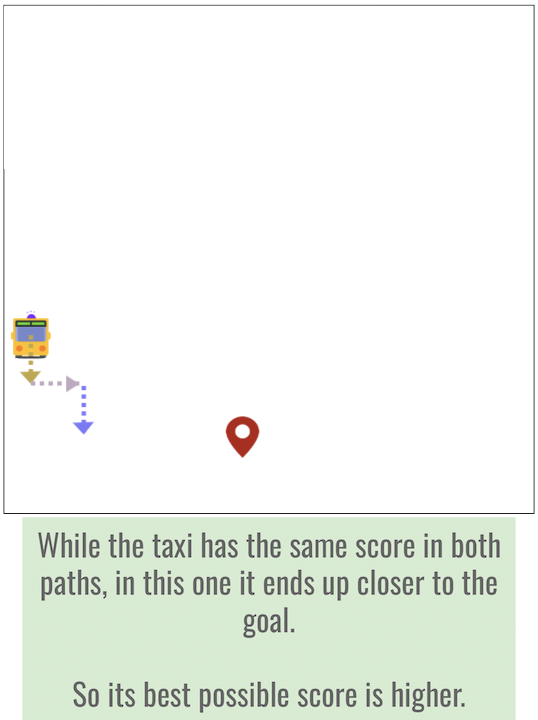 While the taxi has the same score in both
paths, in this one it ends up closer to the
goal.
So its best possible score is higher.